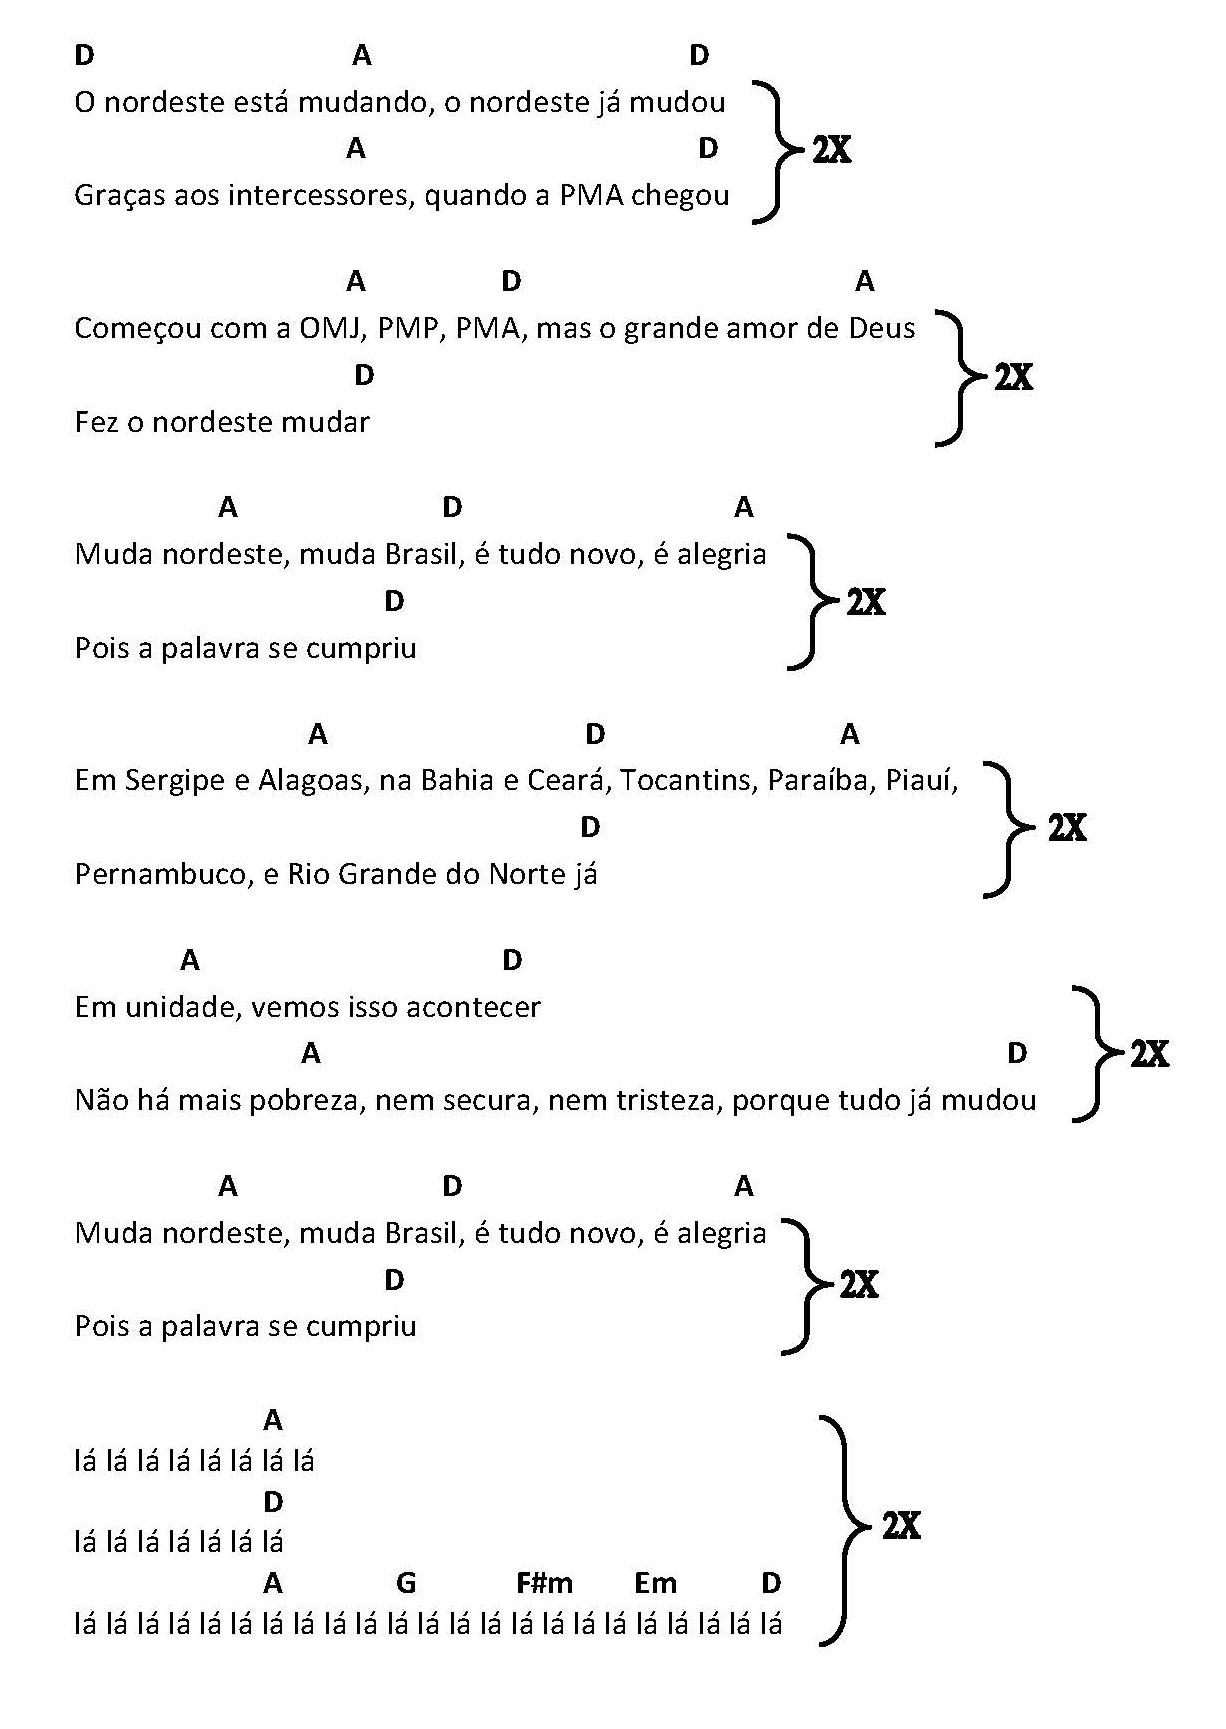 D A D
O nordeste está mudando, o nordeste já mudou
A D
Graças aos intercessores, quando a PMA chegou
2X
A D A
Começou com a OMJ, PMP, PMA, mas o grande amor de Deus
D
Fez o nordeste mudar
2X
A D A
Muda nordeste, muda Brasil, é tudo novo, é alegria
D
Pois a palavra se cumpriu
2X
A D A
Em Sergipe e Alagoas, na Bahia e Ceará, Tocantins, Paraíba, Piauí,
D
Pernambuco, e Rio Grande do Norte já
2X
A D
Em unidade, vemos isso acontecer
A D
Não há mais pobreza, nem secura, nem tristeza, porque tudo já mudou
2X
A D A
Muda nordeste, muda Brasil, é tudo novo, é alegria
D
Pois a palavra se cumpriu
2X
A
lá lá lá lá lá lá lá lá
D
lá lá lá lá lá lá lá
A G F#m Em D
lá lá lá lá lá lá lá lá lá lá lá lá lá lá lá lá lá lá lá lá lá lá lá
2X